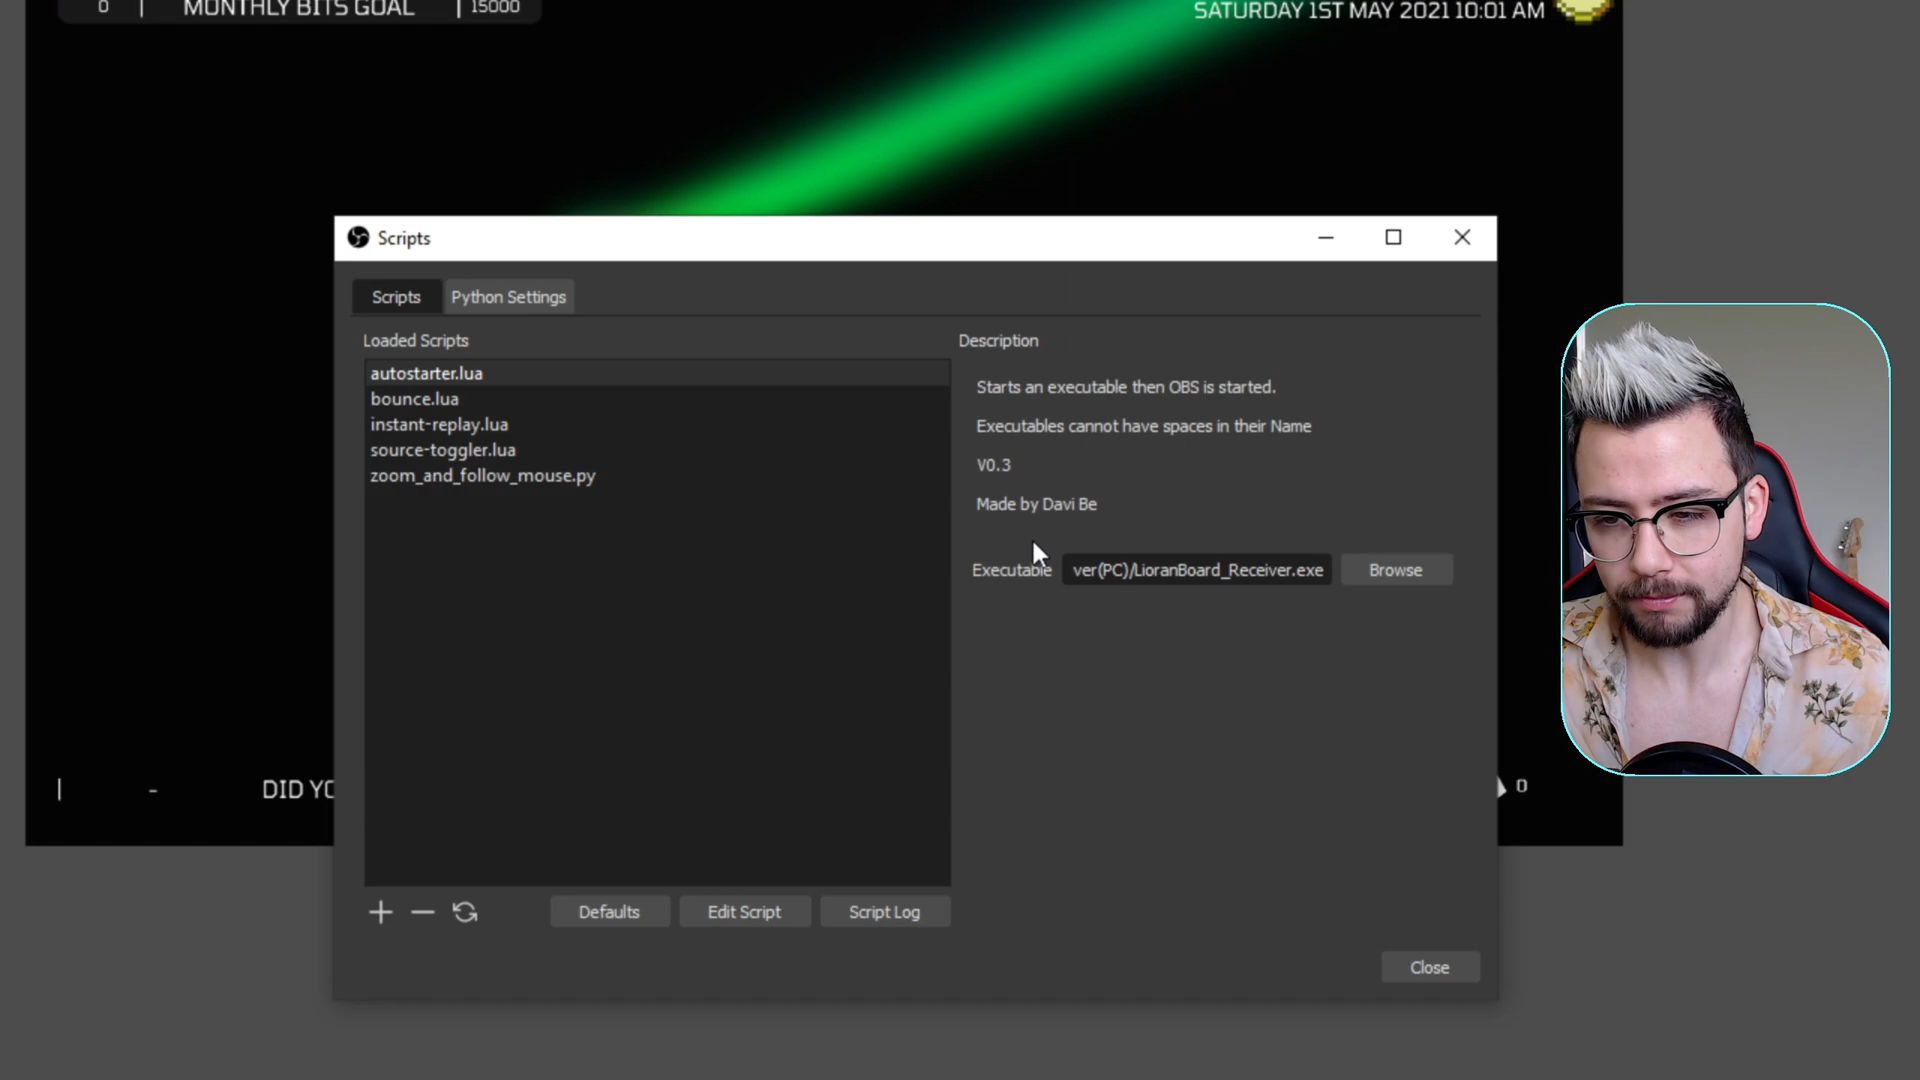 0 | MONTHLY BITS GOAL | 15000
SATURDAY 1ST MAY 2021 10:01 AM
Scripts
Scripts
Python Settings
Loaded Scripts
autostarter.lua
bounce.lua
instant-replay.lua
source-toggler.lua
zoom_and_follow_mouse.py
Description
Starts an executable then OBS is started.
Executables cannot have spaces in their Name
V0.3
Made by Davi Be
Executable
ver(PC)/LioranBoard_Receiver.exe
Browse
| - DID YO
0
Defaults
Edit Script
Script Log
Close